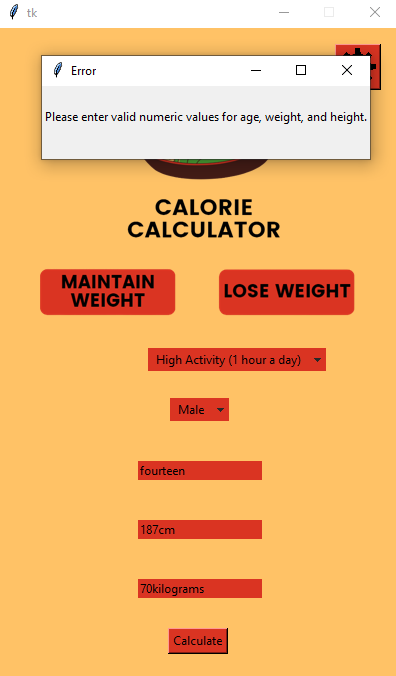 tk
Error
Please enter valid numeric values for age, weight, and height.
CALORIE
CALCULATOR
MAINTAIN
WEIGHT
LOSE WEIGHT
High Activity (1 hour a day)
Male
fourteen
187cm
70kilograms
Calculate